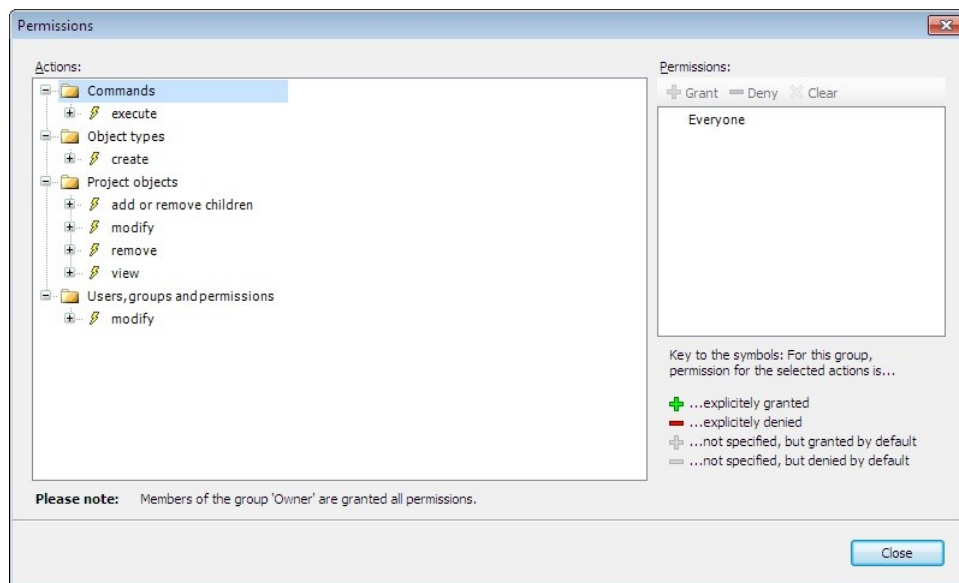 Permissions
Actions:
Commands
execute
Object types
create
Project objects
add or remove children
modify
remove
view
Users, groups and permissions
modify
Permissions:
Grant Deny Clear
Everyone
Key to the symbols: For this group,
permission for the selected actions is...
...explicitely granted
...explicitely denied
...not specified, but granted by default
...not specified, but denied by default
Please note: Members of the group 'Owner' are granted all permissions.
Close